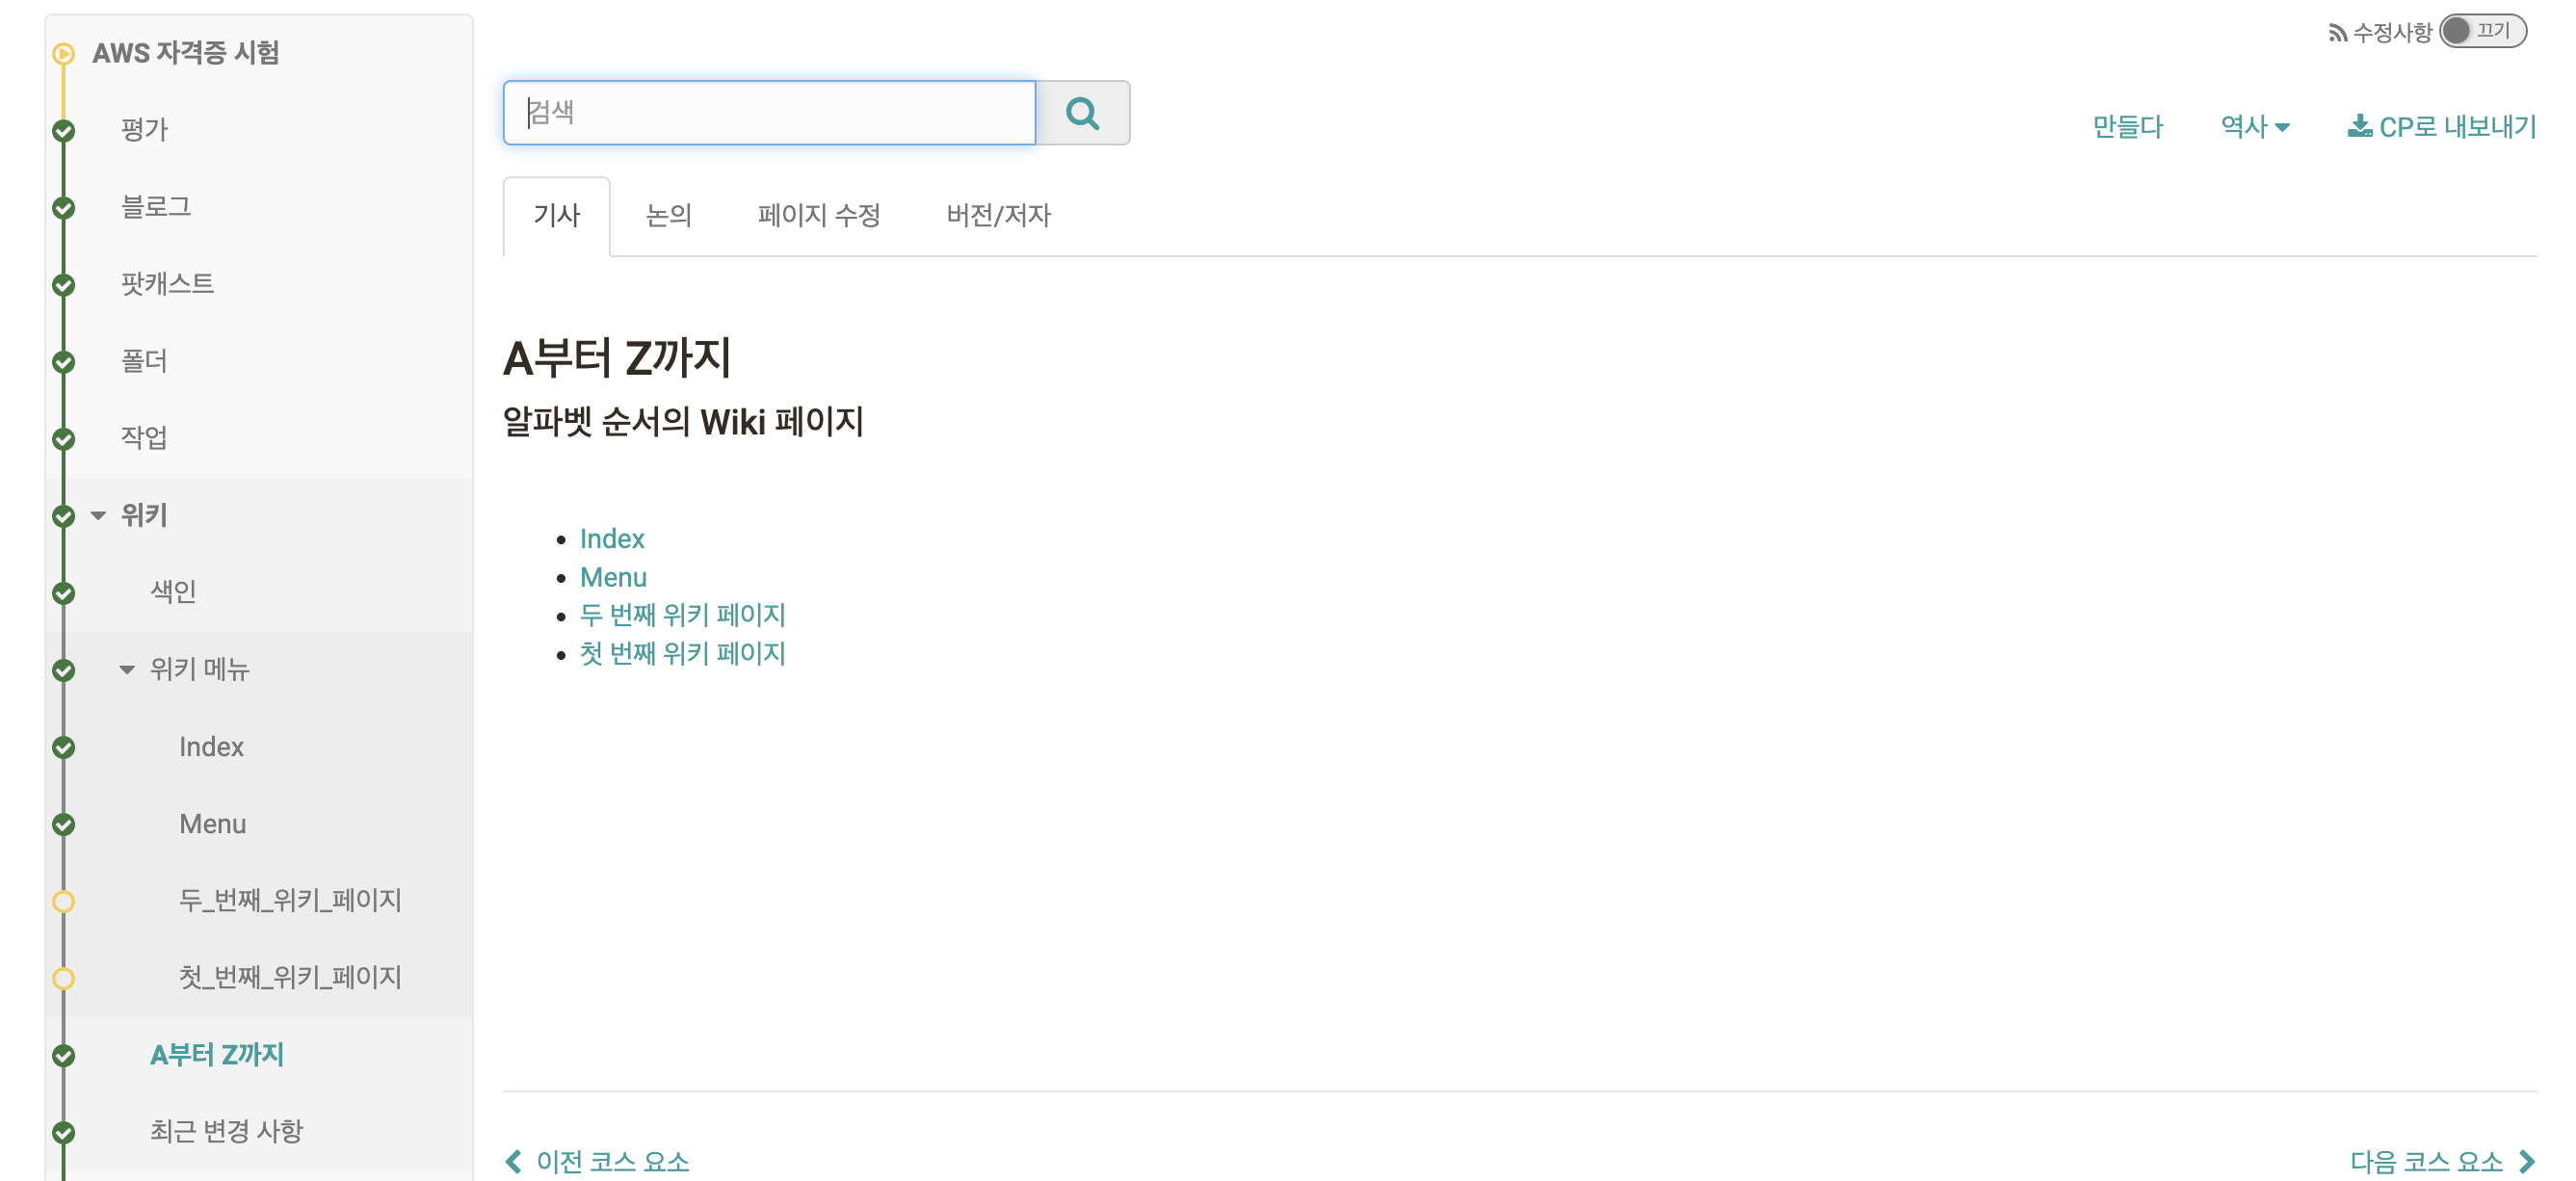 AWS 자격증 시험
평가
블로그
팟캐스트
폴더
작업
위키
색인
위키 메뉴
Index
Menu
두_번째_위키_페이지
첫_번째_위키_페이지
A부터 Z까지
최근 변경 사항
수정사항 끄기
검색
만들다 역사 CP로 내보내기
기사 논의 페이지 수정 버전/저자
A부터 Z까지
알파벳 순서의 Wiki 페이지
Index
Menu
두 번째 위키 페이지
첫 번째 위키 페이지
이전 코스 요소 다음 코스 요소